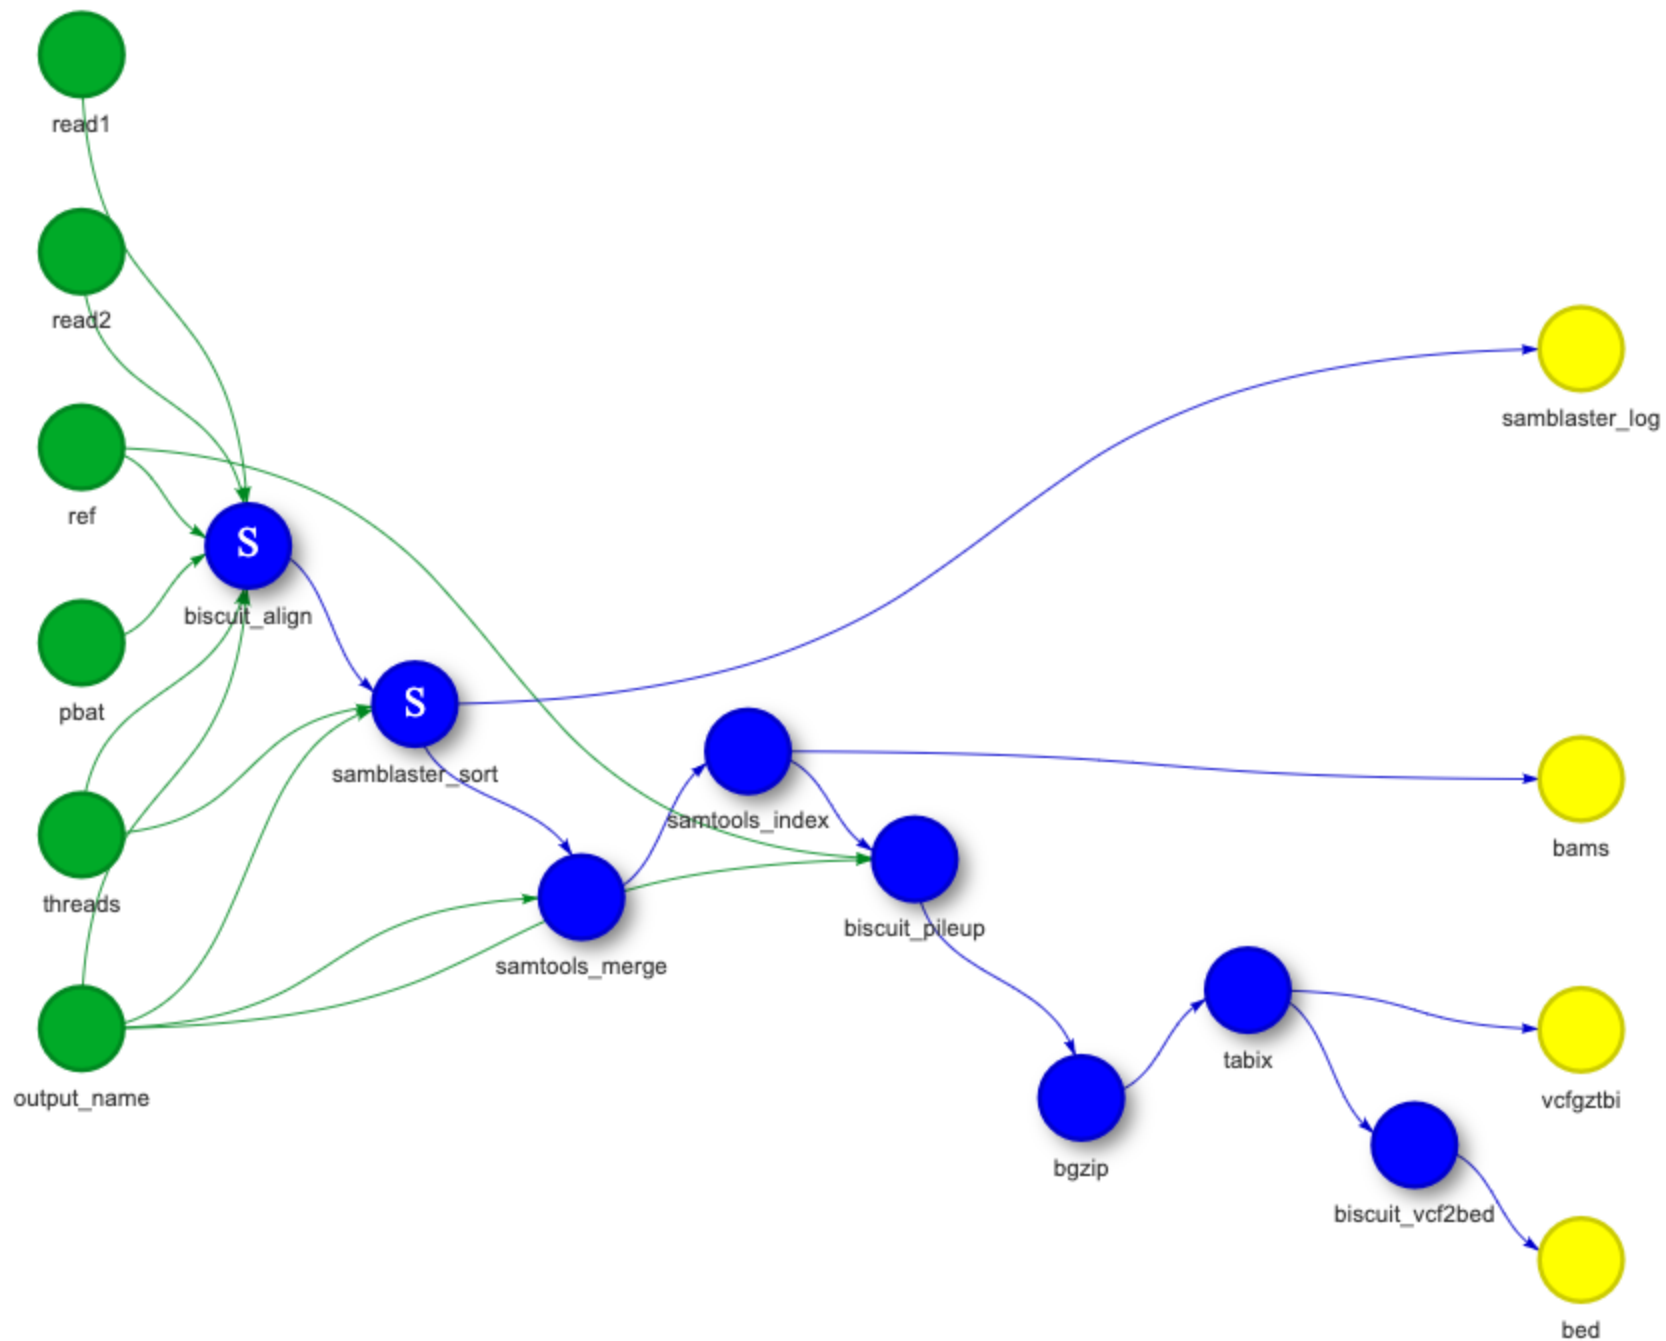 read1
read2
samblaster_log
ref
S
biscuit_align
pbat
S
samblaster_sort
samtools_index
bams
threads
biscuit_pileup
samtools_merge
tabix
output_name
vcfgztbi
bgzip
biscuit_vcf2bed
bed